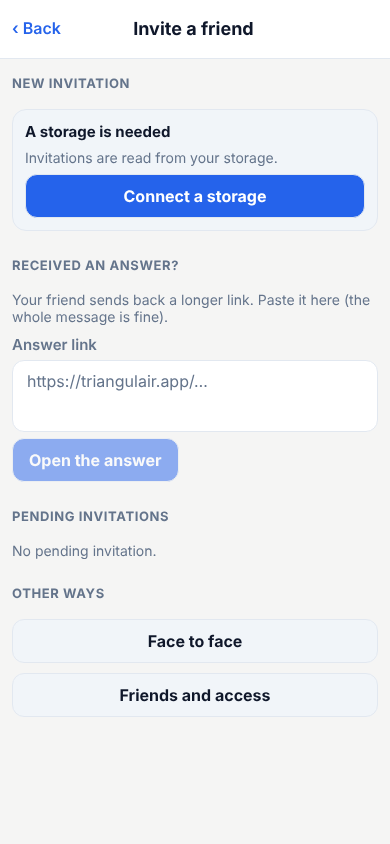 ‹ Back
Invite a friend
NEW INVITATION
A storage is needed
Invitations are read from your storage.
Connect a storage
RECEIVED AN ANSWER?
Your friend sends back a longer link. Paste it here (the
whole message is fine).
Answer link
https://triangulair.app/...
Open the answer
PENDING INVITATIONS
No pending invitation.
OTHER WAYS
Face to face
Friends and access